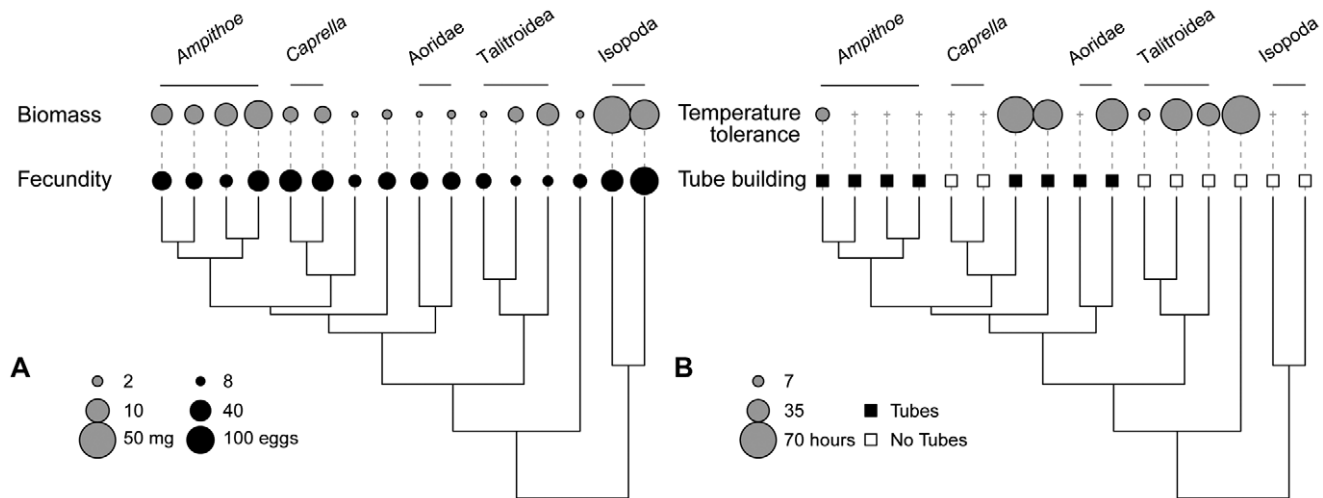 Ampithoe Caprella Aoridae Talitroidea Isopoda
Biomass
Fecundity
A
2 8
10 40
50 mg 100 eggs
Ampithoe Caprella Aoridae Talitroidea Isopoda
Temperature
tolerance
Tube building
B
7
35 Tubes
70 hours No Tubes